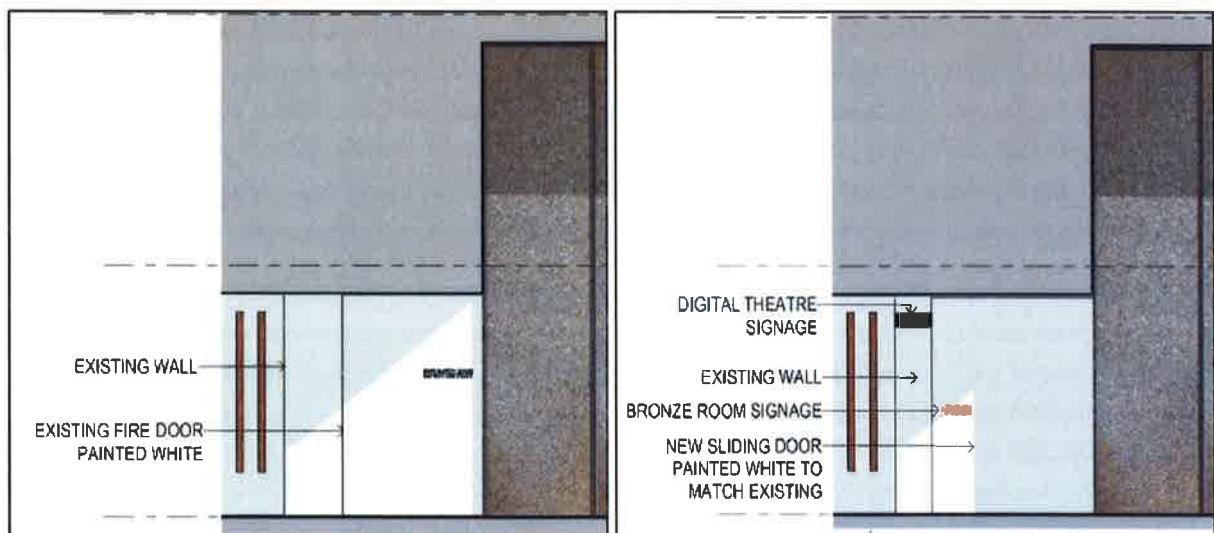 EXISTING WALL
EXISTING FIRE DOOR
PAINTED WHITE
DIGITAL THEATRE
SIGNAGE
EXISTING WALL
BRONZE ROOM SIGNAGE
NEW SLIDING DOOR
PAINTED WHITE TO
MATCH EXISTING